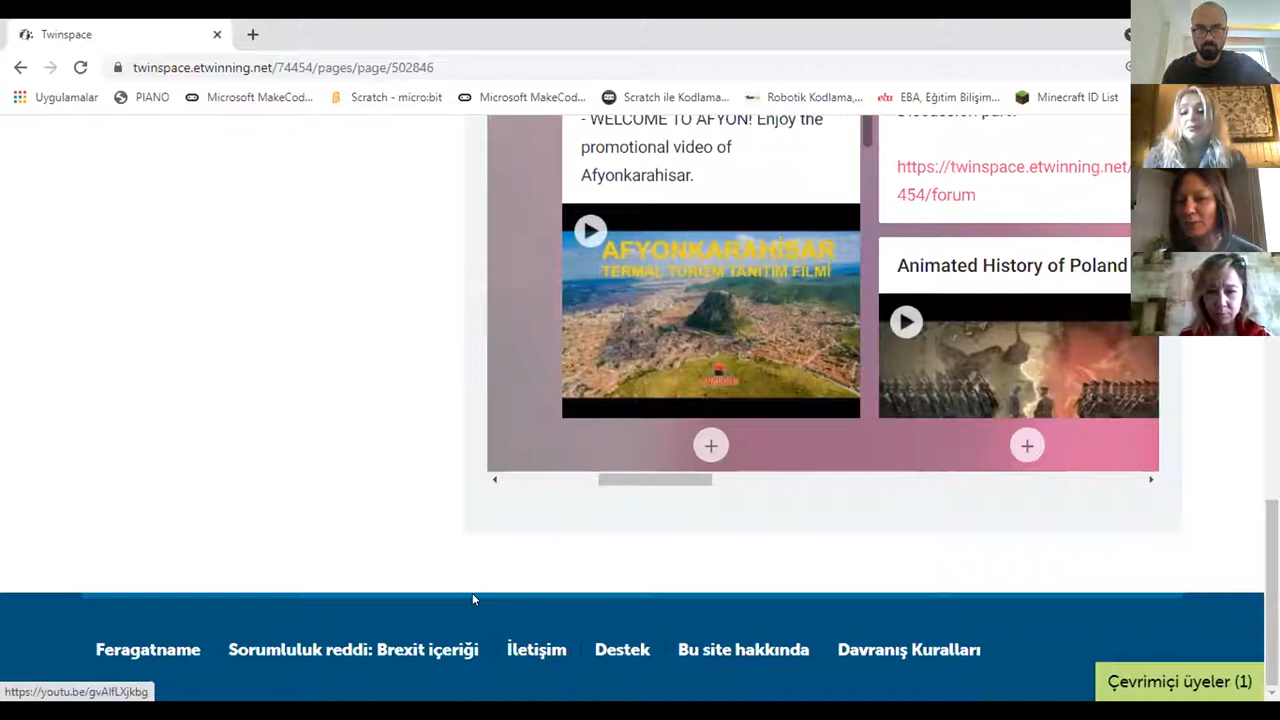 Twinspace
twinspace.etwinning.net/74454/pages/page/502846
Uygulamalar PIANO Microsoft MakeCod... Scratch - micro:bit Microsoft MakeCod... Scratch ile Kodlama... Robotik Kodlama,... eba EBA, Eğitim Bilişim... Minecraft ID List
- WELCOME TO AFYON! Enjoy the
promotional video of
Afyonkarahisar.
AFYONKARAHİSAR
TERMAL TURİZM TANITIM FİLMİ
https://twinspace.etwinning.net/
454/forum
Animated History of Poland
Feragatname Sorumluluk reddi: Brexit içeriği İletişim Destek Bu site hakkında Davranış Kuralları
Çevrimiçi üyeler (1)
https://youtu.be/gvAlfLXjkbg